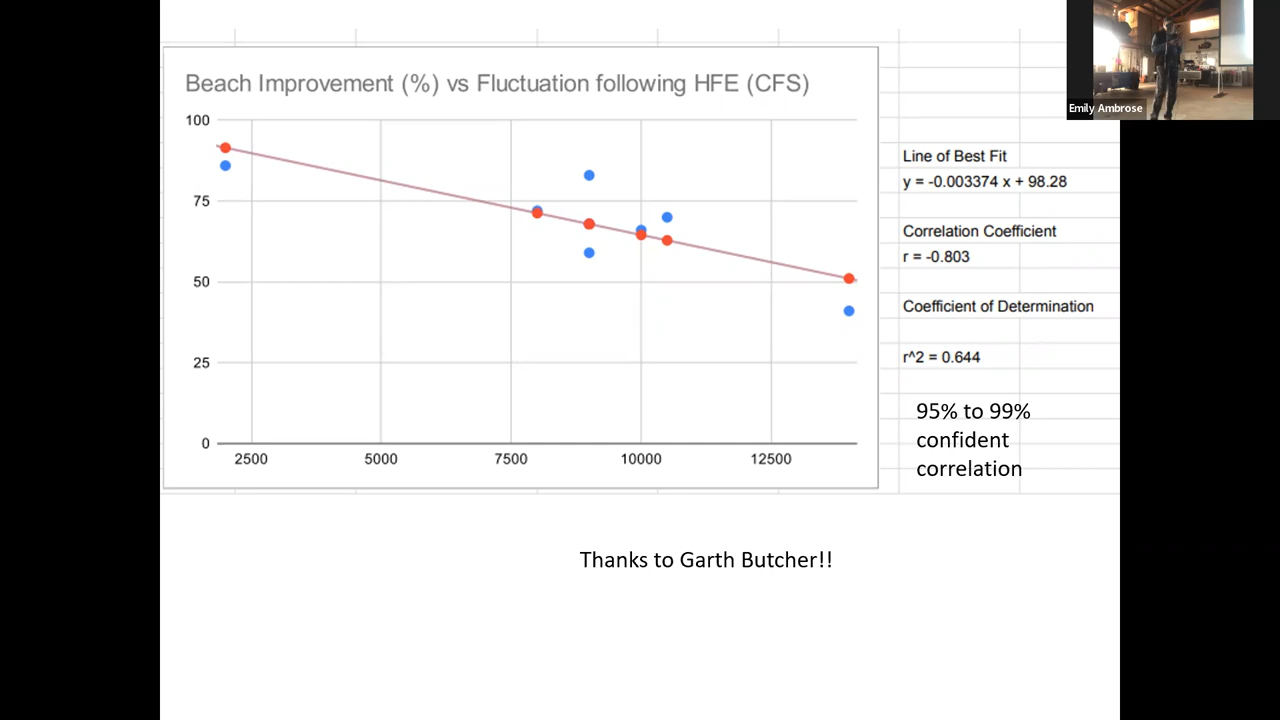 Beach Improvement (%) vs Fluctuation following HFE (CFS)
100
75
50
25
0
2500 5000 7500 10000 12500
Emily Ambrose
Line of Best Fit
y = -0.003374 x + 98.28
Correlation Coefficient
r = -0.803
Coefficient of Determination
r^2 = 0.644
95% to 99%
confident
correlation
Thanks to Garth Butcher!!